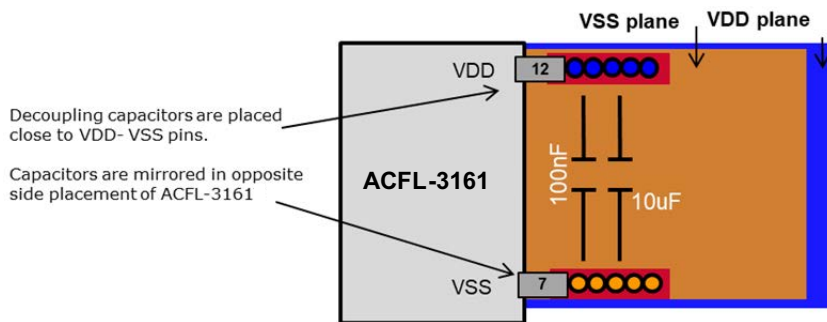 VSS plane VDD plane
VDD 12
Decoupling capacitors are placed
close to VDD- VSS pins.
Capacitors are mirrored in opposite
side placement of ACFL-3161
ACFL-3161
100nF
10uF
VSS 7